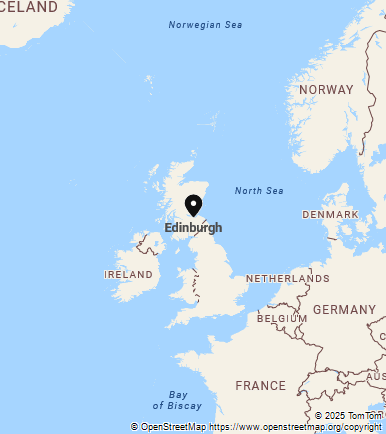 CELAND
Norwegian Sea
NORWAY
North Sea
DENMARK
Edinburgh
IRELAND
NETHERLANDS
BELGIUM
GERMANY
C
FRANCE
AUS
Bay
of Biscay
© 2025 TomTom
© OpenStreetMap https://www.openstreetmap.org/copyright